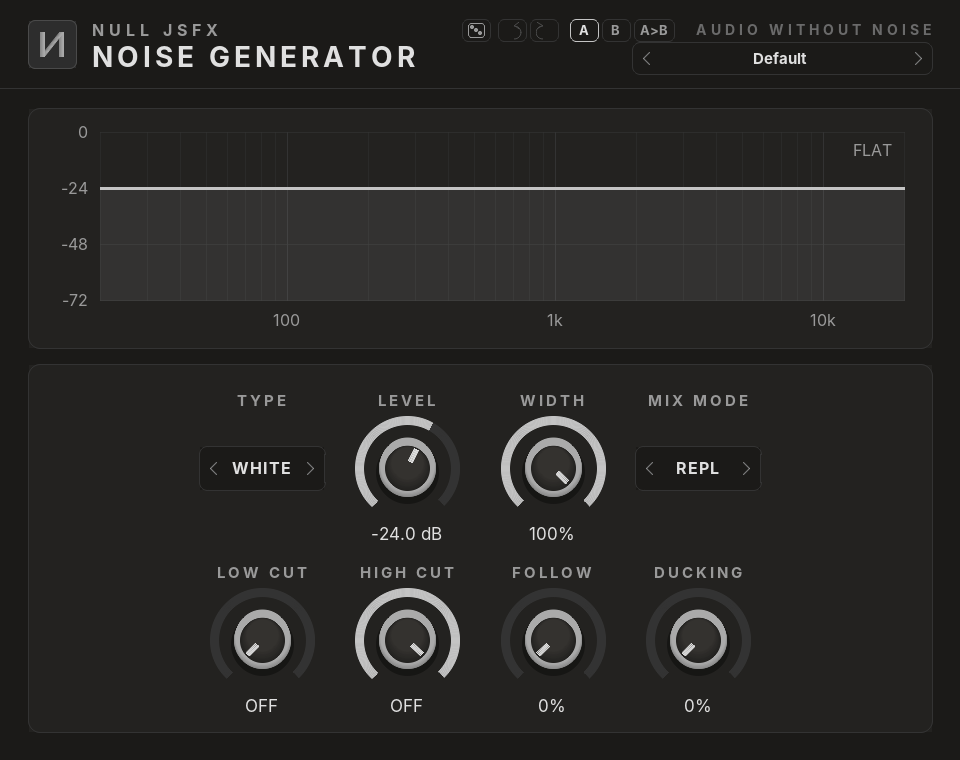 NULL JSFX
NOISE GENERATOR
A B A>B AUDIO WITHOUT NOISE
Default
0
FLAT
-24
-48
-72
100 1k 10k
TYPE LEVEL WIDTH MIX MODE
WHITE REPL
-24.0 dB 100%
LOW CUT HIGH CUT FOLLOW DUCKING
OFF OFF 0% 0%